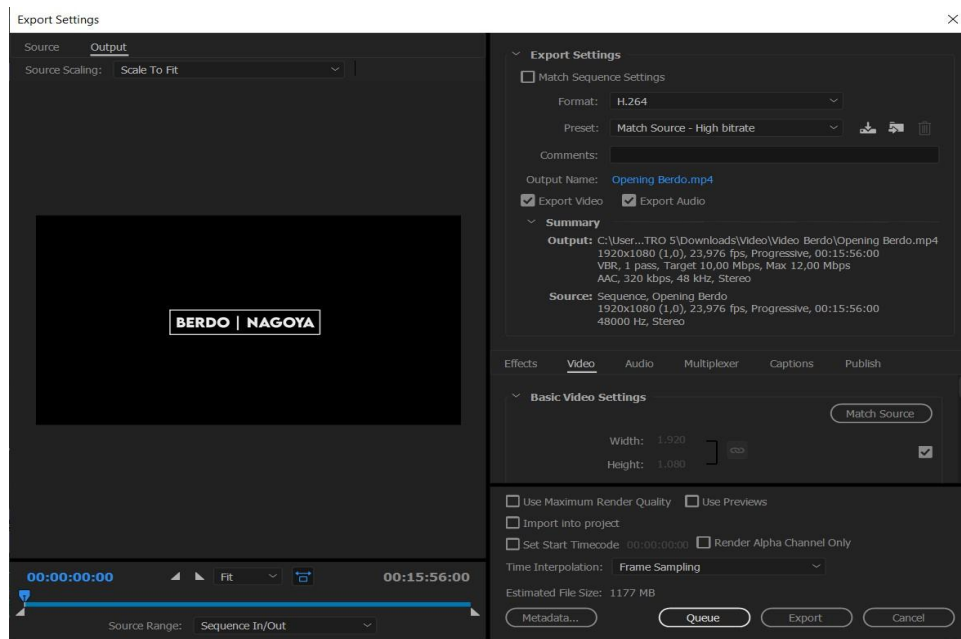 Export Settings
Source Output
Source Scaling: Scale To Fit
BERDO | NAGOYA
00:00:00:00 Fit 00:15:56:00
Source Range: Sequence In/Out
Export Settings
Match Sequence Settings
Format: H.264
Preset: Match Source - High bitrate
Comments:
Output Name: Opening Berdo.mp4
Export Video Export Audio
Summary
Output: C:\User...TRO 5\Downloads\Video\Video Berdo\Opening Berdo.mp4
1920x1080 (1,0), 23,976 fps, Progressive, 00:15:56:00
VBR, 1 pass, Target 10,00 Mbps, Max 12,00 Mbps
AAC, 320 kbps, 48 kHz, Stereo
Source: Sequence, Opening Berdo
1920x1080 (1,0), 23,976 fps, Progressive, 00:15:56:00
48000 Hz, Stereo
Effects Video Audio Multiplexer Captions Publish
Basic Video Settings
Match Source
Width: 1.920
Height: 1.080
Use Maximum Render Quality Use Previews
Import into project
Set Start Timecode 00:00:00:00 Render Alpha Channel Only
Time Interpolation: Frame Sampling
Estimated File Size: 1177 MB
Metadata... Queue Export Cancel